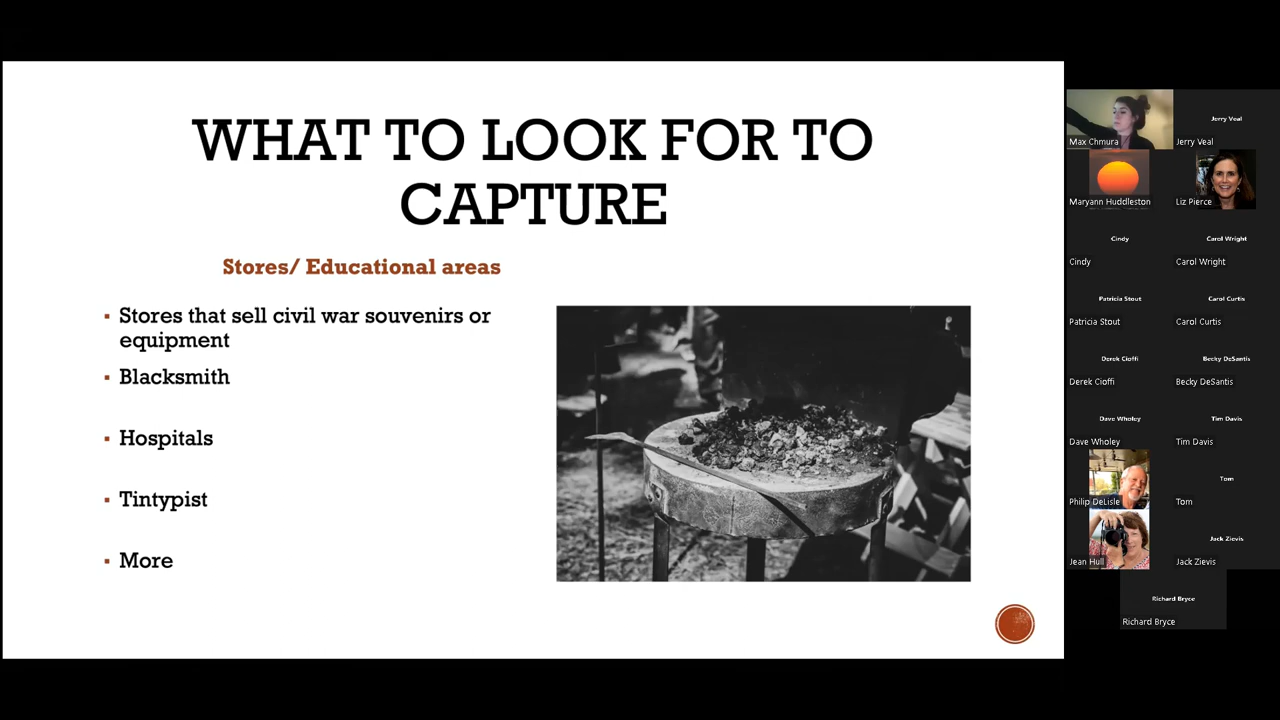 WHAT TO LOOK FOR TO
CAPTURE
Stores/ Educational areas
▪ Stores that sell civil war souvenirs or
equipment
▪ Blacksmith
▪ Hospitals
▪ Tintypist
▪ More
Max Chmura
Jerry Veal
Jerry Veal
Maryann Huddleston
Liz Pierce
Cindy
Cindy
Carol Wright
Carol Wright
Patricia Stout
Patricia Stout
Carol Curtis
Carol Curtis
Derek Cioffi
Derek Cioffi
Becky DeSantis
Becky DeSantis
Dave Wholey
Dave Wholey
Tim Davis
Tim Davis
Philip DeLisle
Tom
Tom
Jean Hull
Jack Zievis
Jack Zievis
Richard Bryce
Richard Bryce